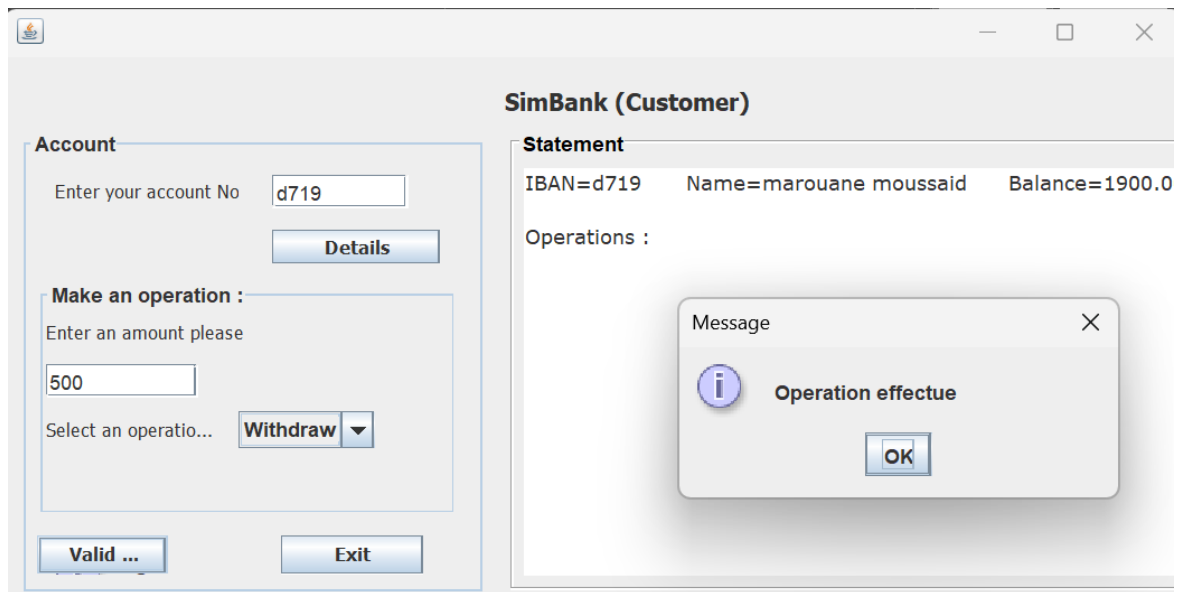 SimBank (Customer)
Account
Enter your account No d719
Details
Make an operation :
Enter an amount please
500
Select an operatio... Withdraw
Valid ...
Exit
Statement
IBAN=d719 Name=marouane moussaid Balance=1900.0
Operations :
Message
Operation effectue
OK